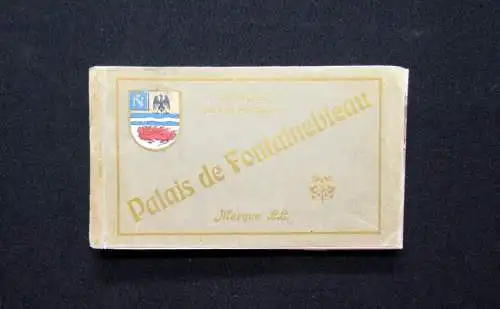 N
Palais de Fontainebleau
Marque L.L.